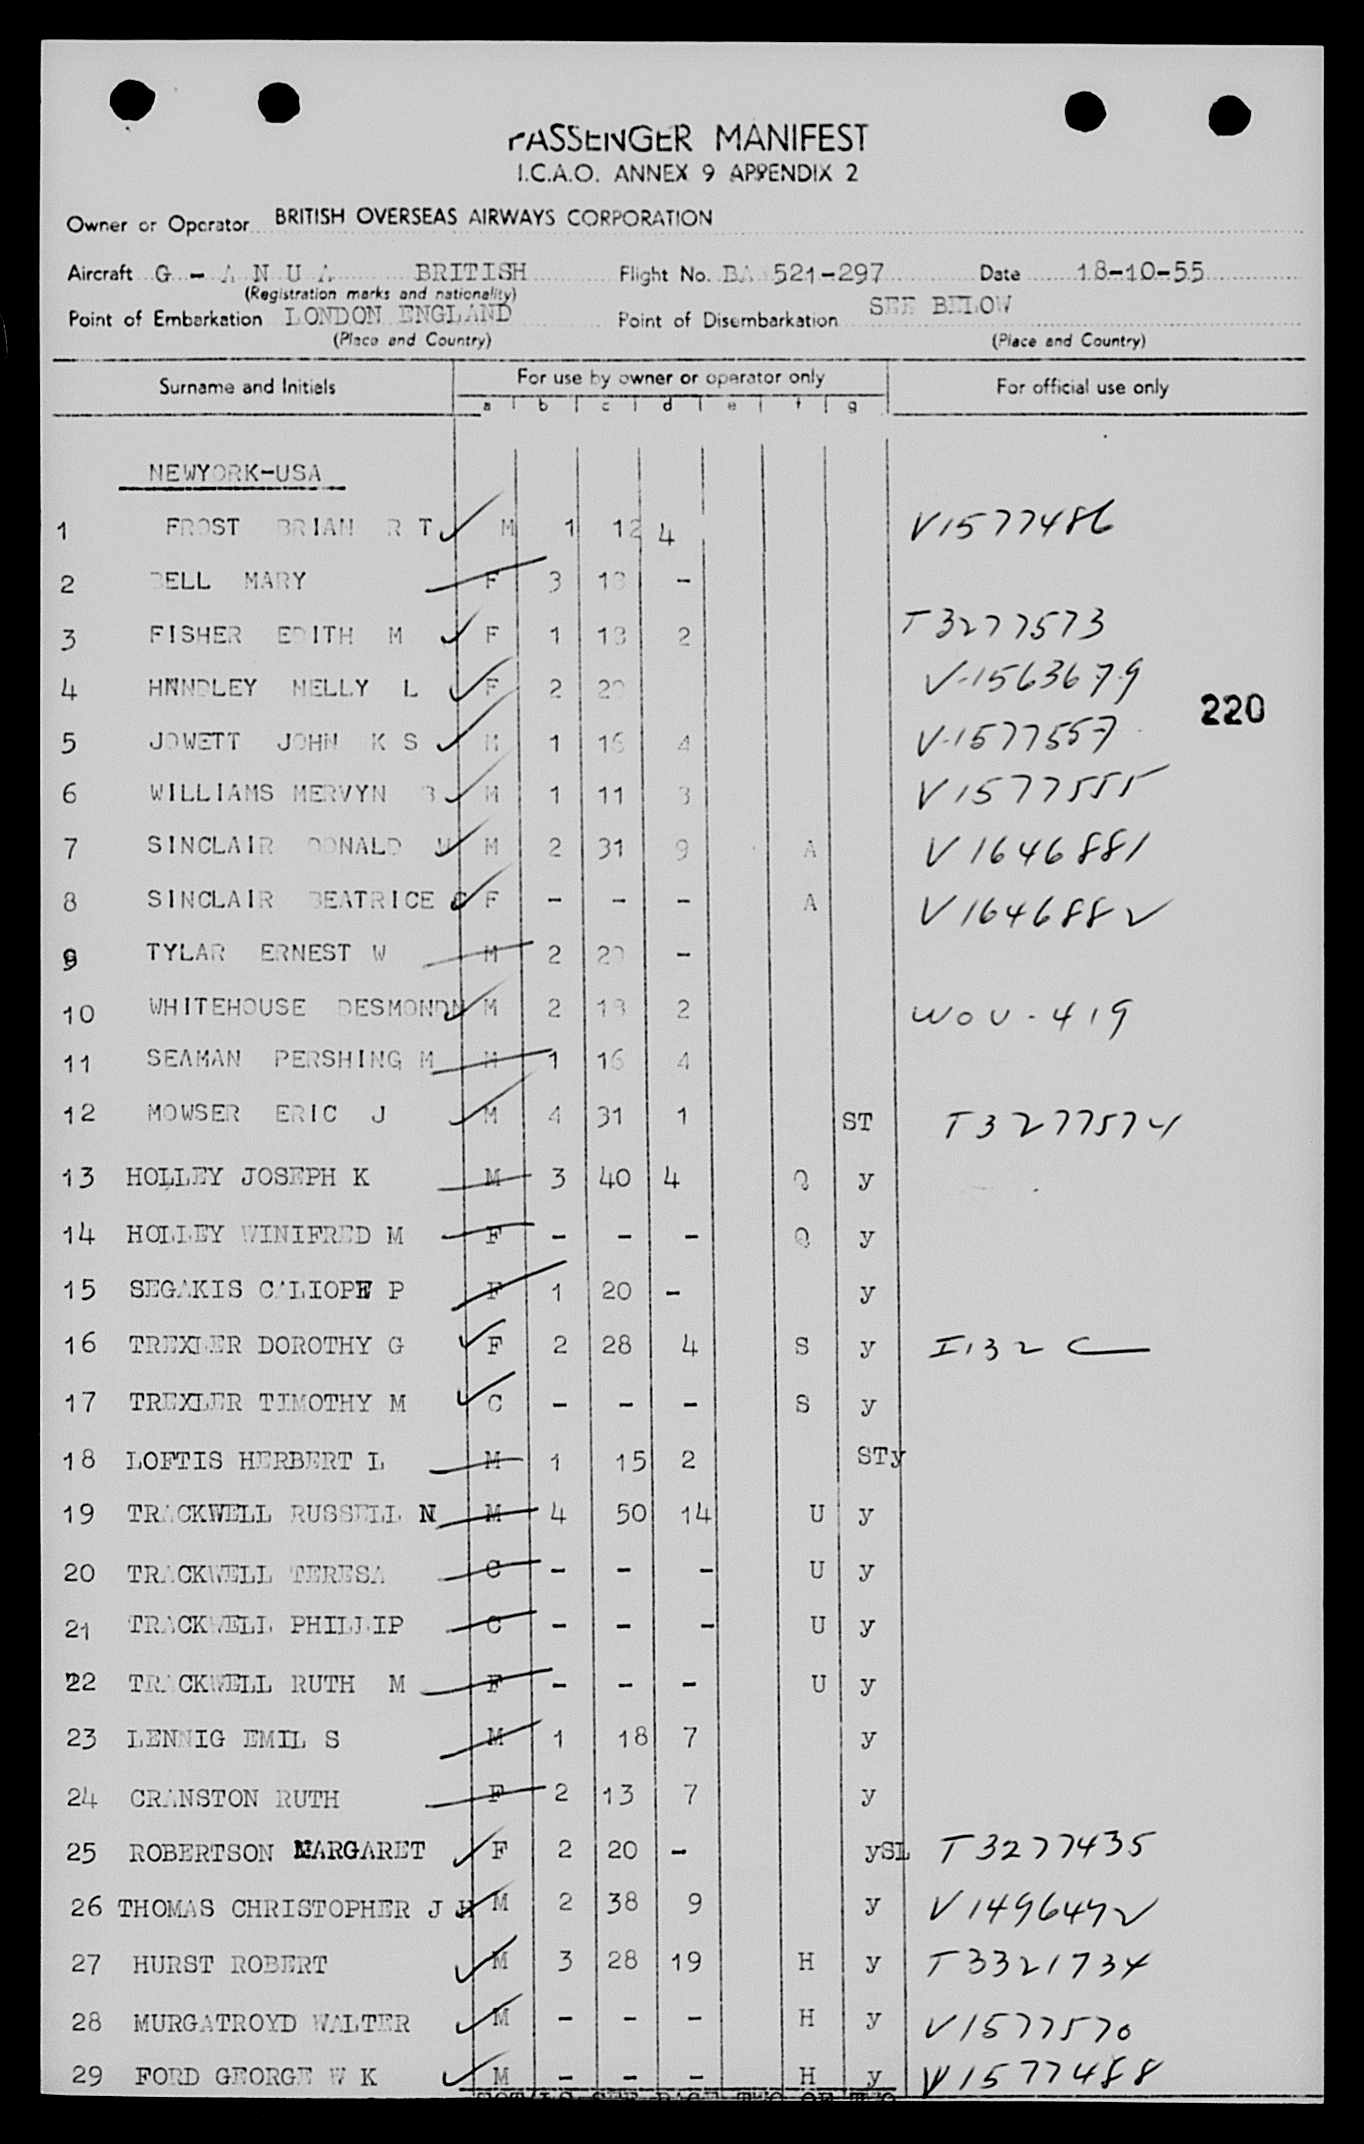 PASSENGER MANIFEST
I.C.A.O. ANNEX 9 APPENDIX 2
Owner or Operator BRITISH OVERSEAS AIRWAYS CORPORATION
Aircraft G - A N U A BRITISH Flight No. BA 521-297 Date 18-10-55
(Registration marks and nationality)
Point of Embarkation LONDON ENGLAND Point of Disembarkation SEE BELOW
(Place and Country) (Place and Country)
Surname and Initials For use by owner or operator only For official use only
a b c d e f g
NEWYORK-USA
1 FROST BRIAN R T M 1 12 4 V1577486
2 BELL MARY F 3 18 -
3 FISHER EDITH M F 1 18 2 T3277573
4 HNNDLEY NELLY L F 2 20 V-1563679
220
5 JOWETT JOHN K S M 1 16 4 V-1577557
6 WILLIAMS MERVYN B M 1 11 3 V1577555
7 SINCLAIR DONALD W M 2 31 9 A V1646881
8 SINCLAIR BEATRICE C F - - - A V1646882
9 TYLAR ERNEST W M 2 20 -
10 WHITEHOUSE DESMONDN M 2 18 2 WOU-419
11 SEAMAN PERSHING M M 1 16 4
12 MOWSER ERIC J M 4 31 1 ST T3277574
13 HOLLEY JOSEPH K M 3 40 4 Q y
14 HOLLEY WINIFRED M F - - - Q y
15 SEGAKIS CALIOPE P F 1 20 - y
16 TREXLER DOROTHY G F 2 28 4 S y I132C
17 TREXLER TIMOTHY M C - - - S y
18 LOFTIS HERBERT L M 1 15 2 STy
19 TRACKWELL RUSSELL N M 4 50 14 U y
20 TRACKWELL TERESA C - - - U y
21 TRACKWELL PHILLIP C - - - U y
22 TRACKWELL RUTH M F - - - U y
23 LENNIG EMIL S M 1 18 7 y
24 CRANSTON RUTH F 2 13 7 y
25 ROBERTSON MARGARET F 2 20 - ySL T3277435
26 THOMAS CHRISTOPHER J H M 2 38 9 y V1496492
27 HURST ROBERT M 3 28 19 H y T3321734
28 MURGATROYD WALTER M - - - H y V1577570
29 FORD GEORGE W K M - - - H y V1577488